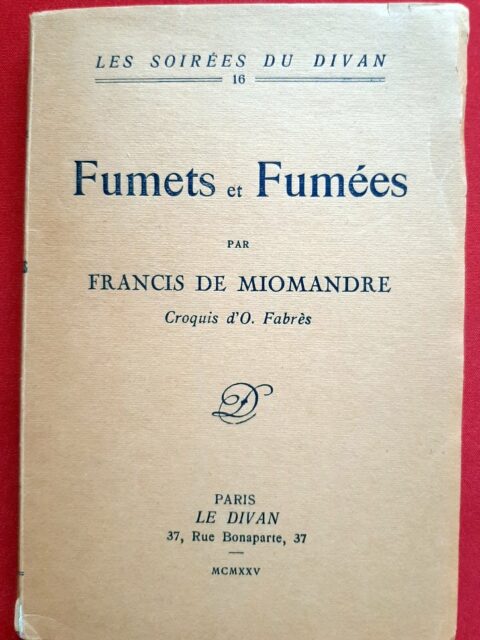 LES SOIRÉES DU DIVAN
16
Fumets et Fumées
PAR
FRANCIS DE MIOMANDRE
Croquis d'O. Fabrès
D
PARIS
LE DIVAN
37, Rue Bonaparte, 37
MCMXXV